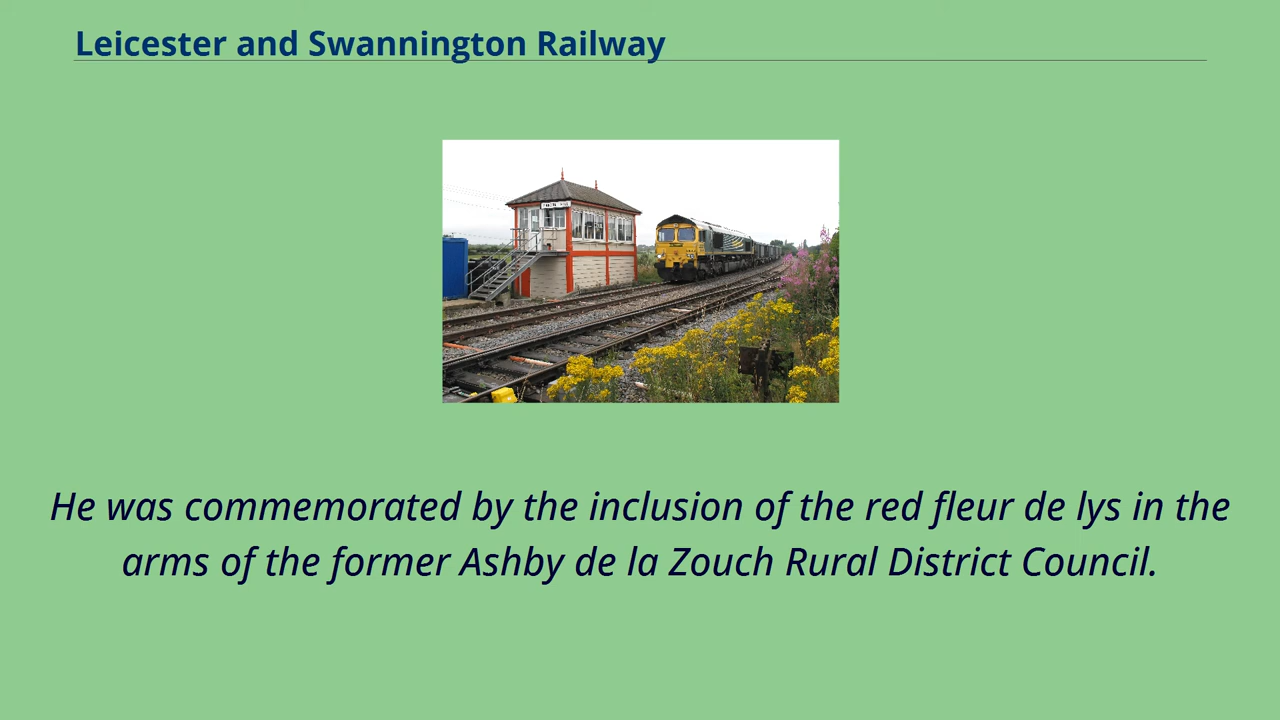 Leicester and Swannington Railway
He was commemorated by the inclusion of the red fleur de lys in the
arms of the former Ashby de la Zouch Rural District Council.